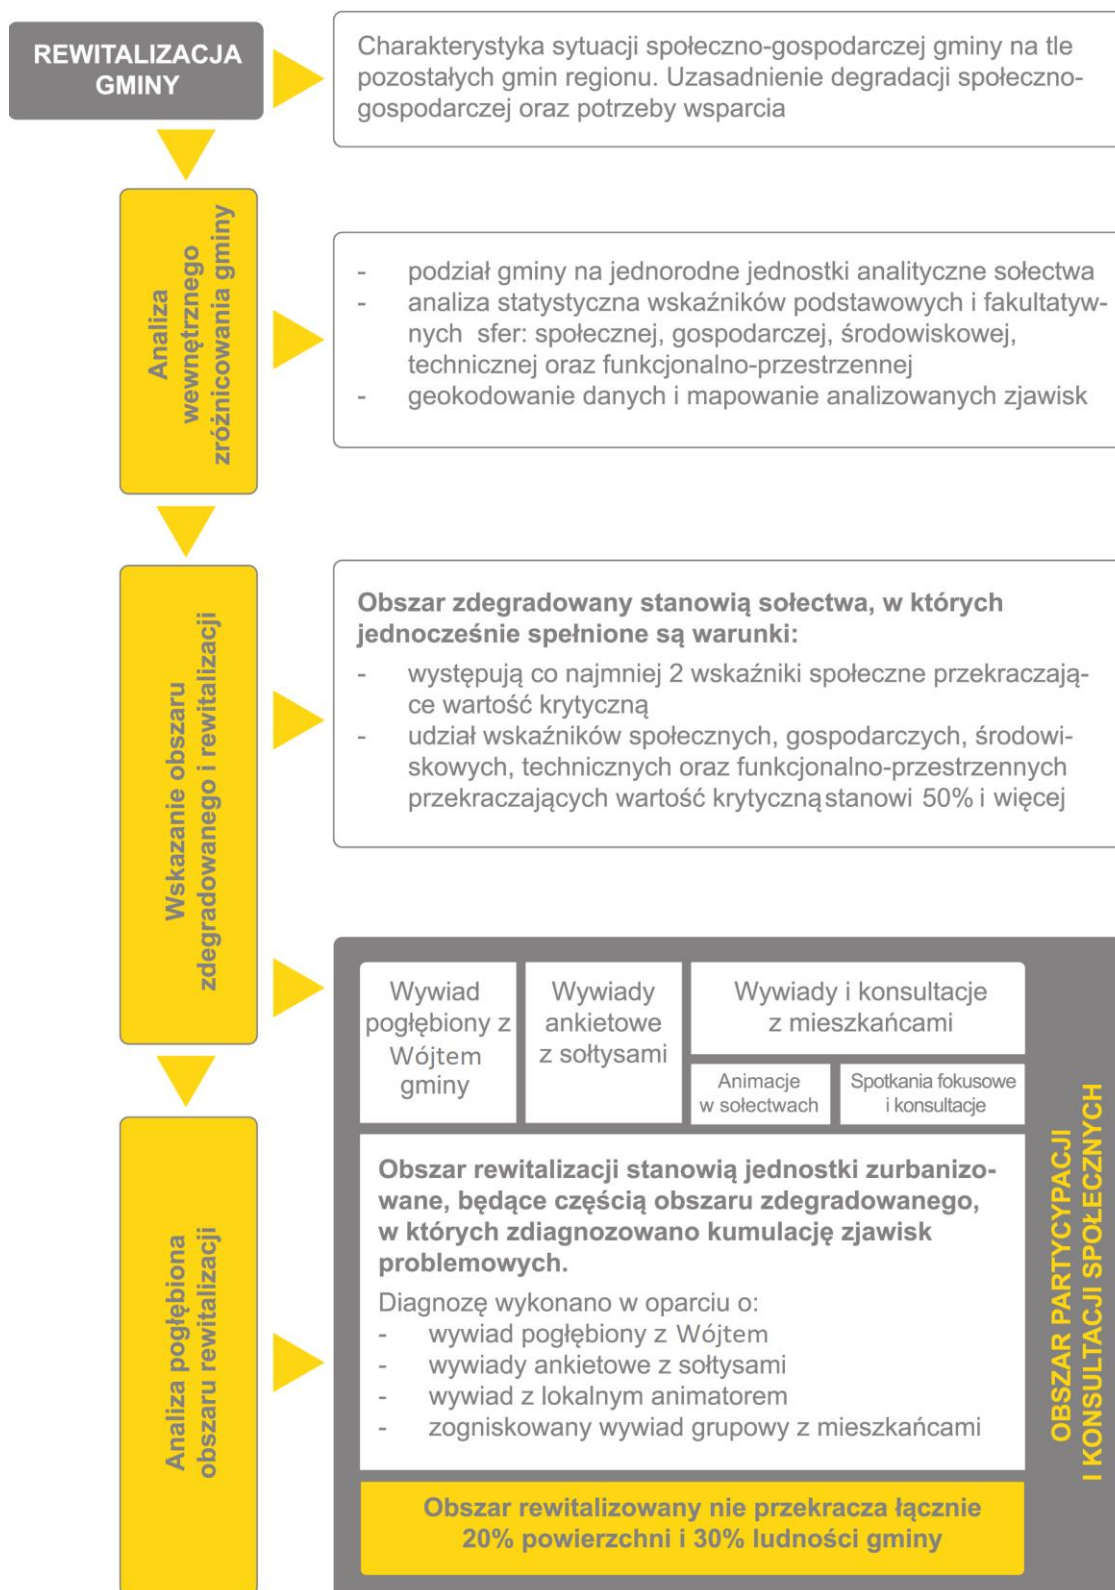 REWITALIZACJA
GMINY
Charakterystyka sytuacji społeczno-gospodarczej gminy na tle
pozostałych gmin regionu. Uzasadnienie degradacji społeczno-
gospodarczej oraz potrzeby wsparcia
Analiza
wewnętrznego
zróżnicowania gminy
- podział gminy na jednorodne jednostki analityczne sołectwa
- analiza statystyczna wskaźników podstawowych i fakultatyw-
nych sfer: społecznej, gospodarczej, środowiskowej,
technicznej oraz funkcjonalno-przestrzennej
- geokodowanie danych i mapowanie analizowanych zjawisk
Wskazanie obszaru
zdegradowanego i rewitalizacji
Obszar zdegradowany stanowią sołectwa, w których
jednocześnie spełnione są warunki:
- występują co najmniej 2 wskaźniki społeczne przekraczają-
ce wartość krytyczną
- udział wskaźników społecznych, gospodarczych, środowi-
skowych, technicznych oraz funkcjonalno-przestrzennych
przekraczających wartość krytyczną stanowi 50% i więcej
Wywiad
pogłębiony z
Wójtem
gminy
Wywiady
ankietowe
z sołtysami
Wywiady i konsultacje
z mieszkańcami
Animacje
w sołectwach
Spotkania fokusowe
i konsultacje
Analiza pogłębiona
obszaru rewitalizacji
Obszar rewitalizacji stanowią jednostki zurbanizo-
wane, będące częścią obszaru zdegradowanego,
w których zdiagnozowano kumulację zjawisk
problemowych.
Diagnozę wykonano w oparciu o:
- wywiad pogłębiony z Wójtem
- wywiady ankietowe z sołtysami
- wywiad z lokalnym animatorem
- zogniskowany wywiad grupowy z mieszkańcami
Obszar rewitalizowany nie przekracza łącznie
20% powierzchni i 30% ludności gminy
OBSZAR PARTYCYPACJI
I KONSULTACJI SPOŁECZNYCH